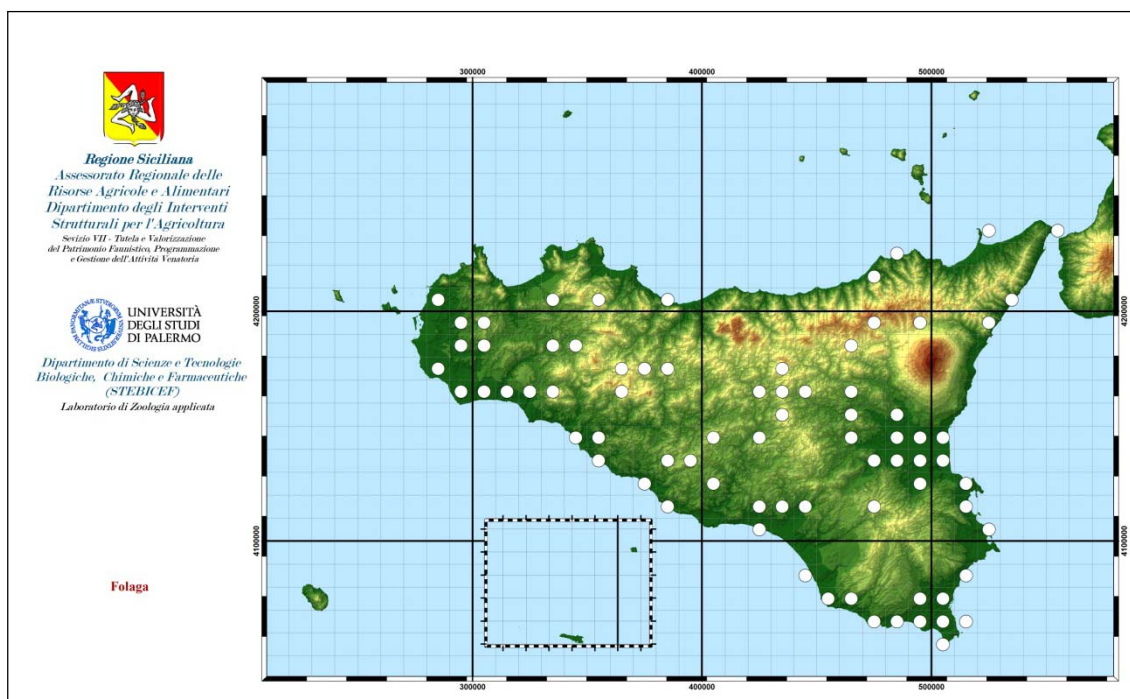 300000
400000
500000
Regione Siciliana
Assessorato Regionale delle
Risorse Agricole e Alimentari
Dipartimento degli Interventi
Strutturali per l'Agricoltura
Sevizio VII - Tutela e Valorizzazione
del Patrimonio Faunistico, Programmazione
e Gestione dell'Attività Venatoria
UNIVERSITÀ
DEGLI STUDI
DI PALERMO
Dipartimento di Scienze e Tecnologie
Biologiche, Chimiche e Farmaceutiche
(STEBICEF)
Laboratorio di Zoologia applicata
Folaga
4200000
4200000
4100000
4100000
300000
400000
500000